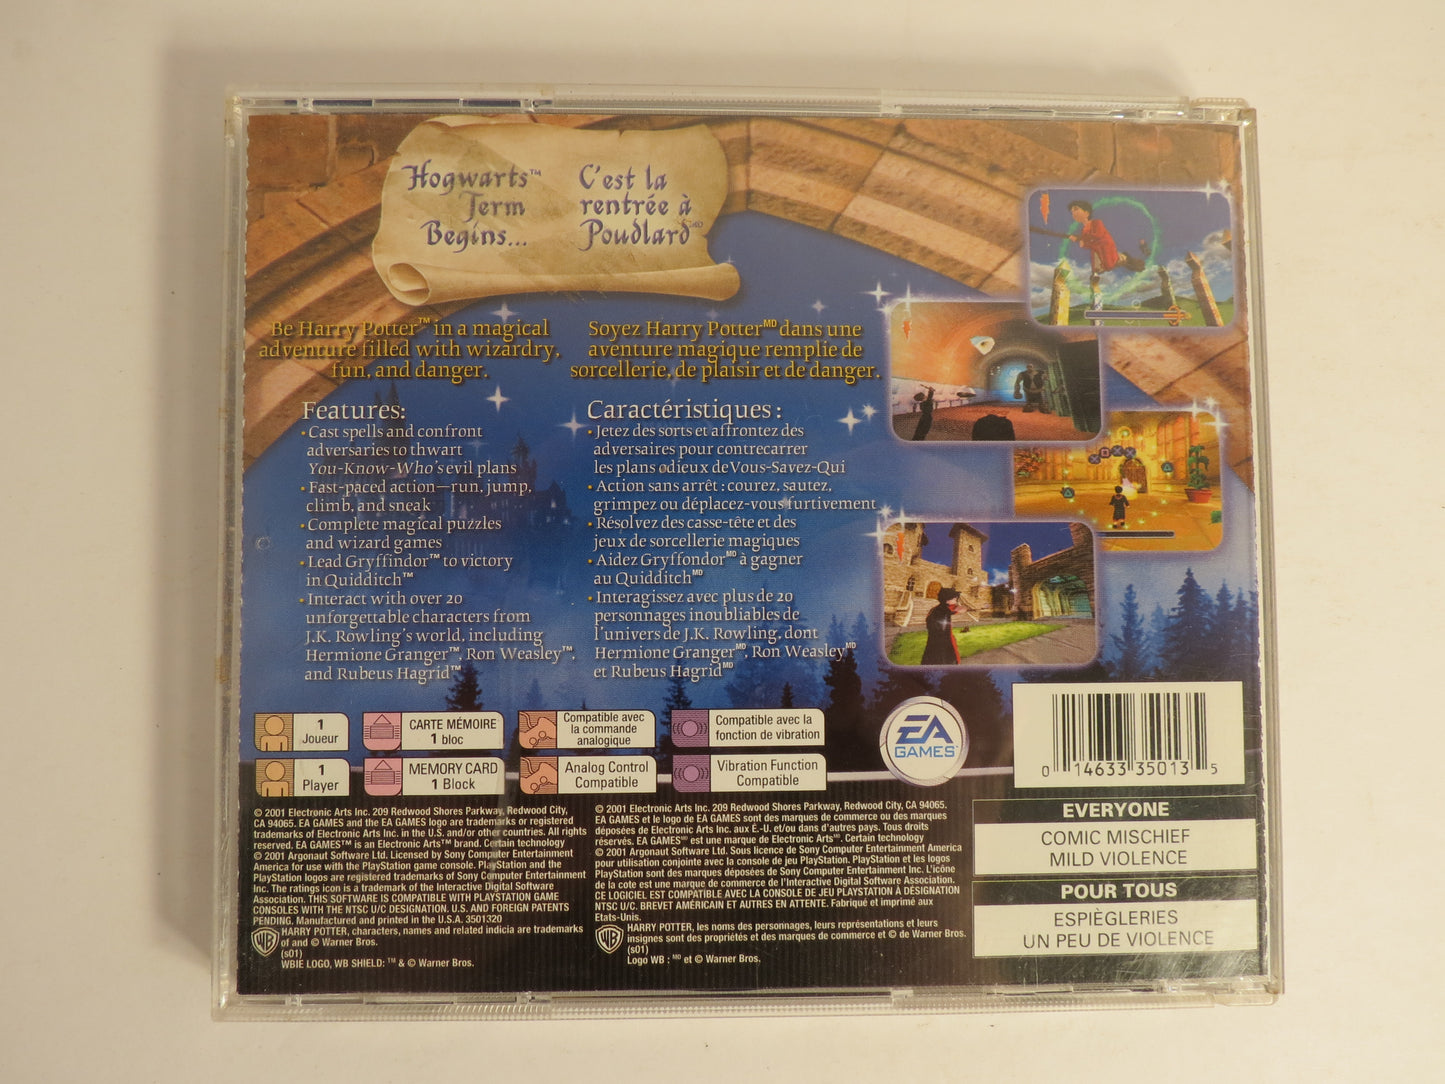 Hogwarts™
Term
Begins...
C'est la
rentrée à
Poudlard
Be Harry Potter™ in a magical
adventure filled with wizardry,
fun, and danger.
Soyez Harry Potter MD dans une
aventure magique remplie de
sorcellerie, de plaisir et de danger.
Features:
• Cast spells and confront
adversaries to thwart
You-Know-Who's evil plans
• Fast-paced action—run, jump,
climb, and sneak
• Complete magical puzzles
and wizard games
• Lead Gryffindor™ to victory
in Quidditch™
• Interact with over 20
unforgettable characters from
J.K. Rowling's world, including
Hermione Granger™, Ron Weasley™,
and Rubeus Hagrid™
Caractéristiques :
• Jetez des sorts et affrontez des
adversaires pour contrecarrer
les plans odieux de Vous-Savez-Qui
• Action sans arrêt : courez, sautez,
grimpez ou déplacez-vous furtivement
• Résolvez des casse-tête et des
jeux de sorcellerie magiques
• Aidez Gryffondor MD à gagner
au Quidditch MD
• Interagissez avec plus de 20
personnages inoubliables de
l'univers de J.K. Rowling, dont
Hermione Granger MD, Ron Weasley MD
et Rubeus Hagrid MD
1
Joueur
CARTE MÉMOIRE
1 bloc
Compatible avec
la commande
analogique
Compatible avec la
fonction de vibration
1
Player
MEMORY CARD
1 Block
Analog Control
Compatible
Vibration Function
Compatible
EA
GAMES™
0 14633 35013 5
© 2001 Electronic Arts Inc. 209 Redwood Shores Parkway, Redwood City,
CA 94065. EA GAMES and the EA GAMES logo are trademarks or registered
trademarks of Electronic Arts Inc. in the U.S. and/or other countries. All rights
reserved. EA GAMES™ is an Electronic Arts™ brand. Certain technology
© 2001 Argonaut Software Ltd. Licensed by Sony Computer Entertainment
America for use with the PlayStation game console. PlayStation and the
PlayStation logos are registered trademarks of Sony Computer Entertainment
Inc. The ratings icon is a trademark of the Interactive Digital Software
Association. THIS SOFTWARE IS COMPATIBLE WITH PLAYSTATION GAME
CONSOLES WITH THE NTSC U/C DESIGNATION. U.S. AND FOREIGN PATENTS
PENDING. Manufactured and printed in the U.S.A. 3501320
WB
HARRY POTTER, characters, names and related indicia are trademarks
of and © Warner Bros.
(s01)
WBIE LOGO, WB SHIELD: ™ & © Warner Bros.
© 2001 Electronic Arts Inc. 209 Redwood Shores Parkway, Redwood City, CA 94065.
EA GAMES et le logo de EA GAMES sont des marques de commerce ou des marques
déposées de Electronic Arts Inc. aux É.-U. et/ou dans d'autres pays. Tous droits
réservés. EA GAMES MD est une marque de Electronic Arts MD. Certain technology
© 2001 Argonaut Software Ltd. Sous licence de Sony Computer Entertainment America
pour utilisation conjointe avec la console de jeu PlayStation. PlayStation et les logos
PlayStation sont des marques déposées de Sony Computer Entertainment Inc. L'icône
de la cote est une marque de commerce de l'Interactive Digital Software Association.
CE LOGICIEL EST COMPATIBLE AVEC LA CONSOLE DE JEU PLAYSTATION À DÉSIGNATION
NTSC U/C. BREVET AMÉRICAIN ET AUTRES EN ATTENTE. Fabriqué et imprimé aux
Etats-Unis.
WB
HARRY POTTER, les noms des personnages, leurs représentations et leurs
insignes sont des propriétés et des marques de commerce et © de Warner Bros.
(s01)
Logo WB : MD et © Warner Bros.
EVERYONE
COMIC MISCHIEF
MILD VIOLENCE
POUR TOUS
ESPIÈGLERIES
UN PEU DE VIOLENCE